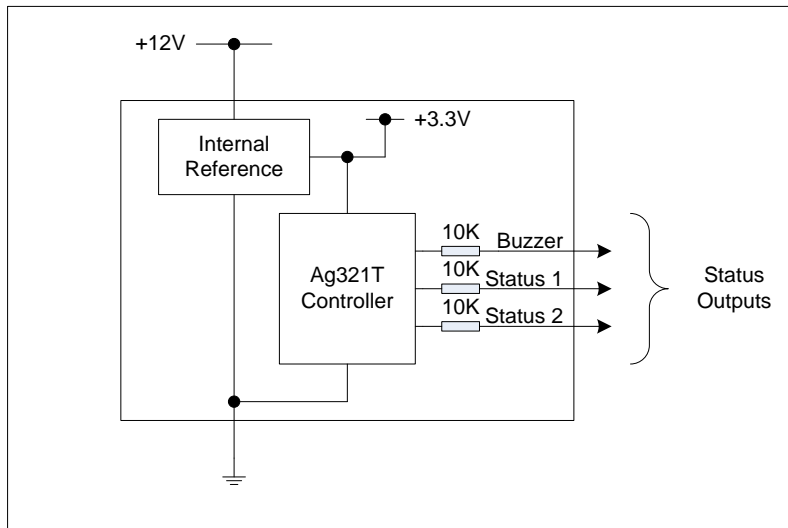 +12V
+3.3V
Internal
Reference
Ag321T
Controller
10K
Buzzer
10K
Status 1
10K
Status 2
Status
Outputs